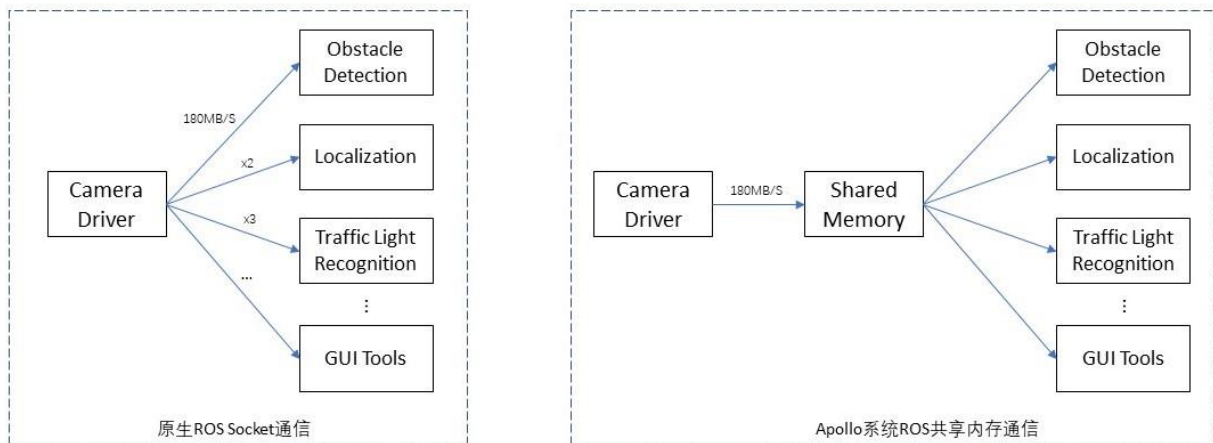 Obstacle
Detection
180MB/S
x2
Localization
Camera
Driver
x3
Traffic Light
Recognition
...
⋮
GUI Tools
原生ROS Socket通信
Obstacle
Detection
Localization
Camera
Driver
180MB/S
Shared
Memory
Traffic Light
Recognition
⋮
GUI Tools
Apollo系统ROS共享内存通信